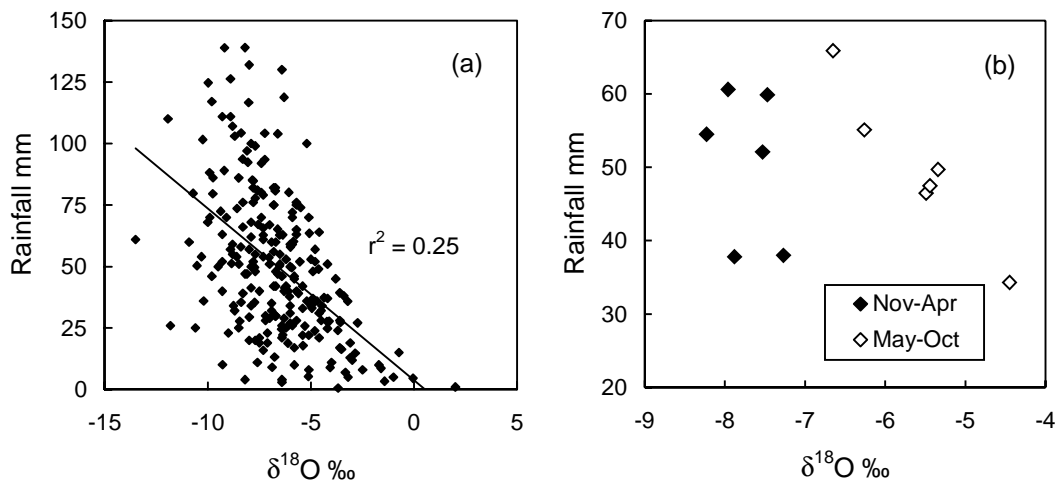 (a)
Rainfall mm
150
125
100
75
50
25
0
r² = 0.25
-15
-10
-5
0
5
δ¹⁸O ‰
(b)
Rainfall mm
70
60
50
40
30
20
Nov-Apr
May-Oct
-9
-8
-7
-6
-5
-4
δ¹⁸O ‰